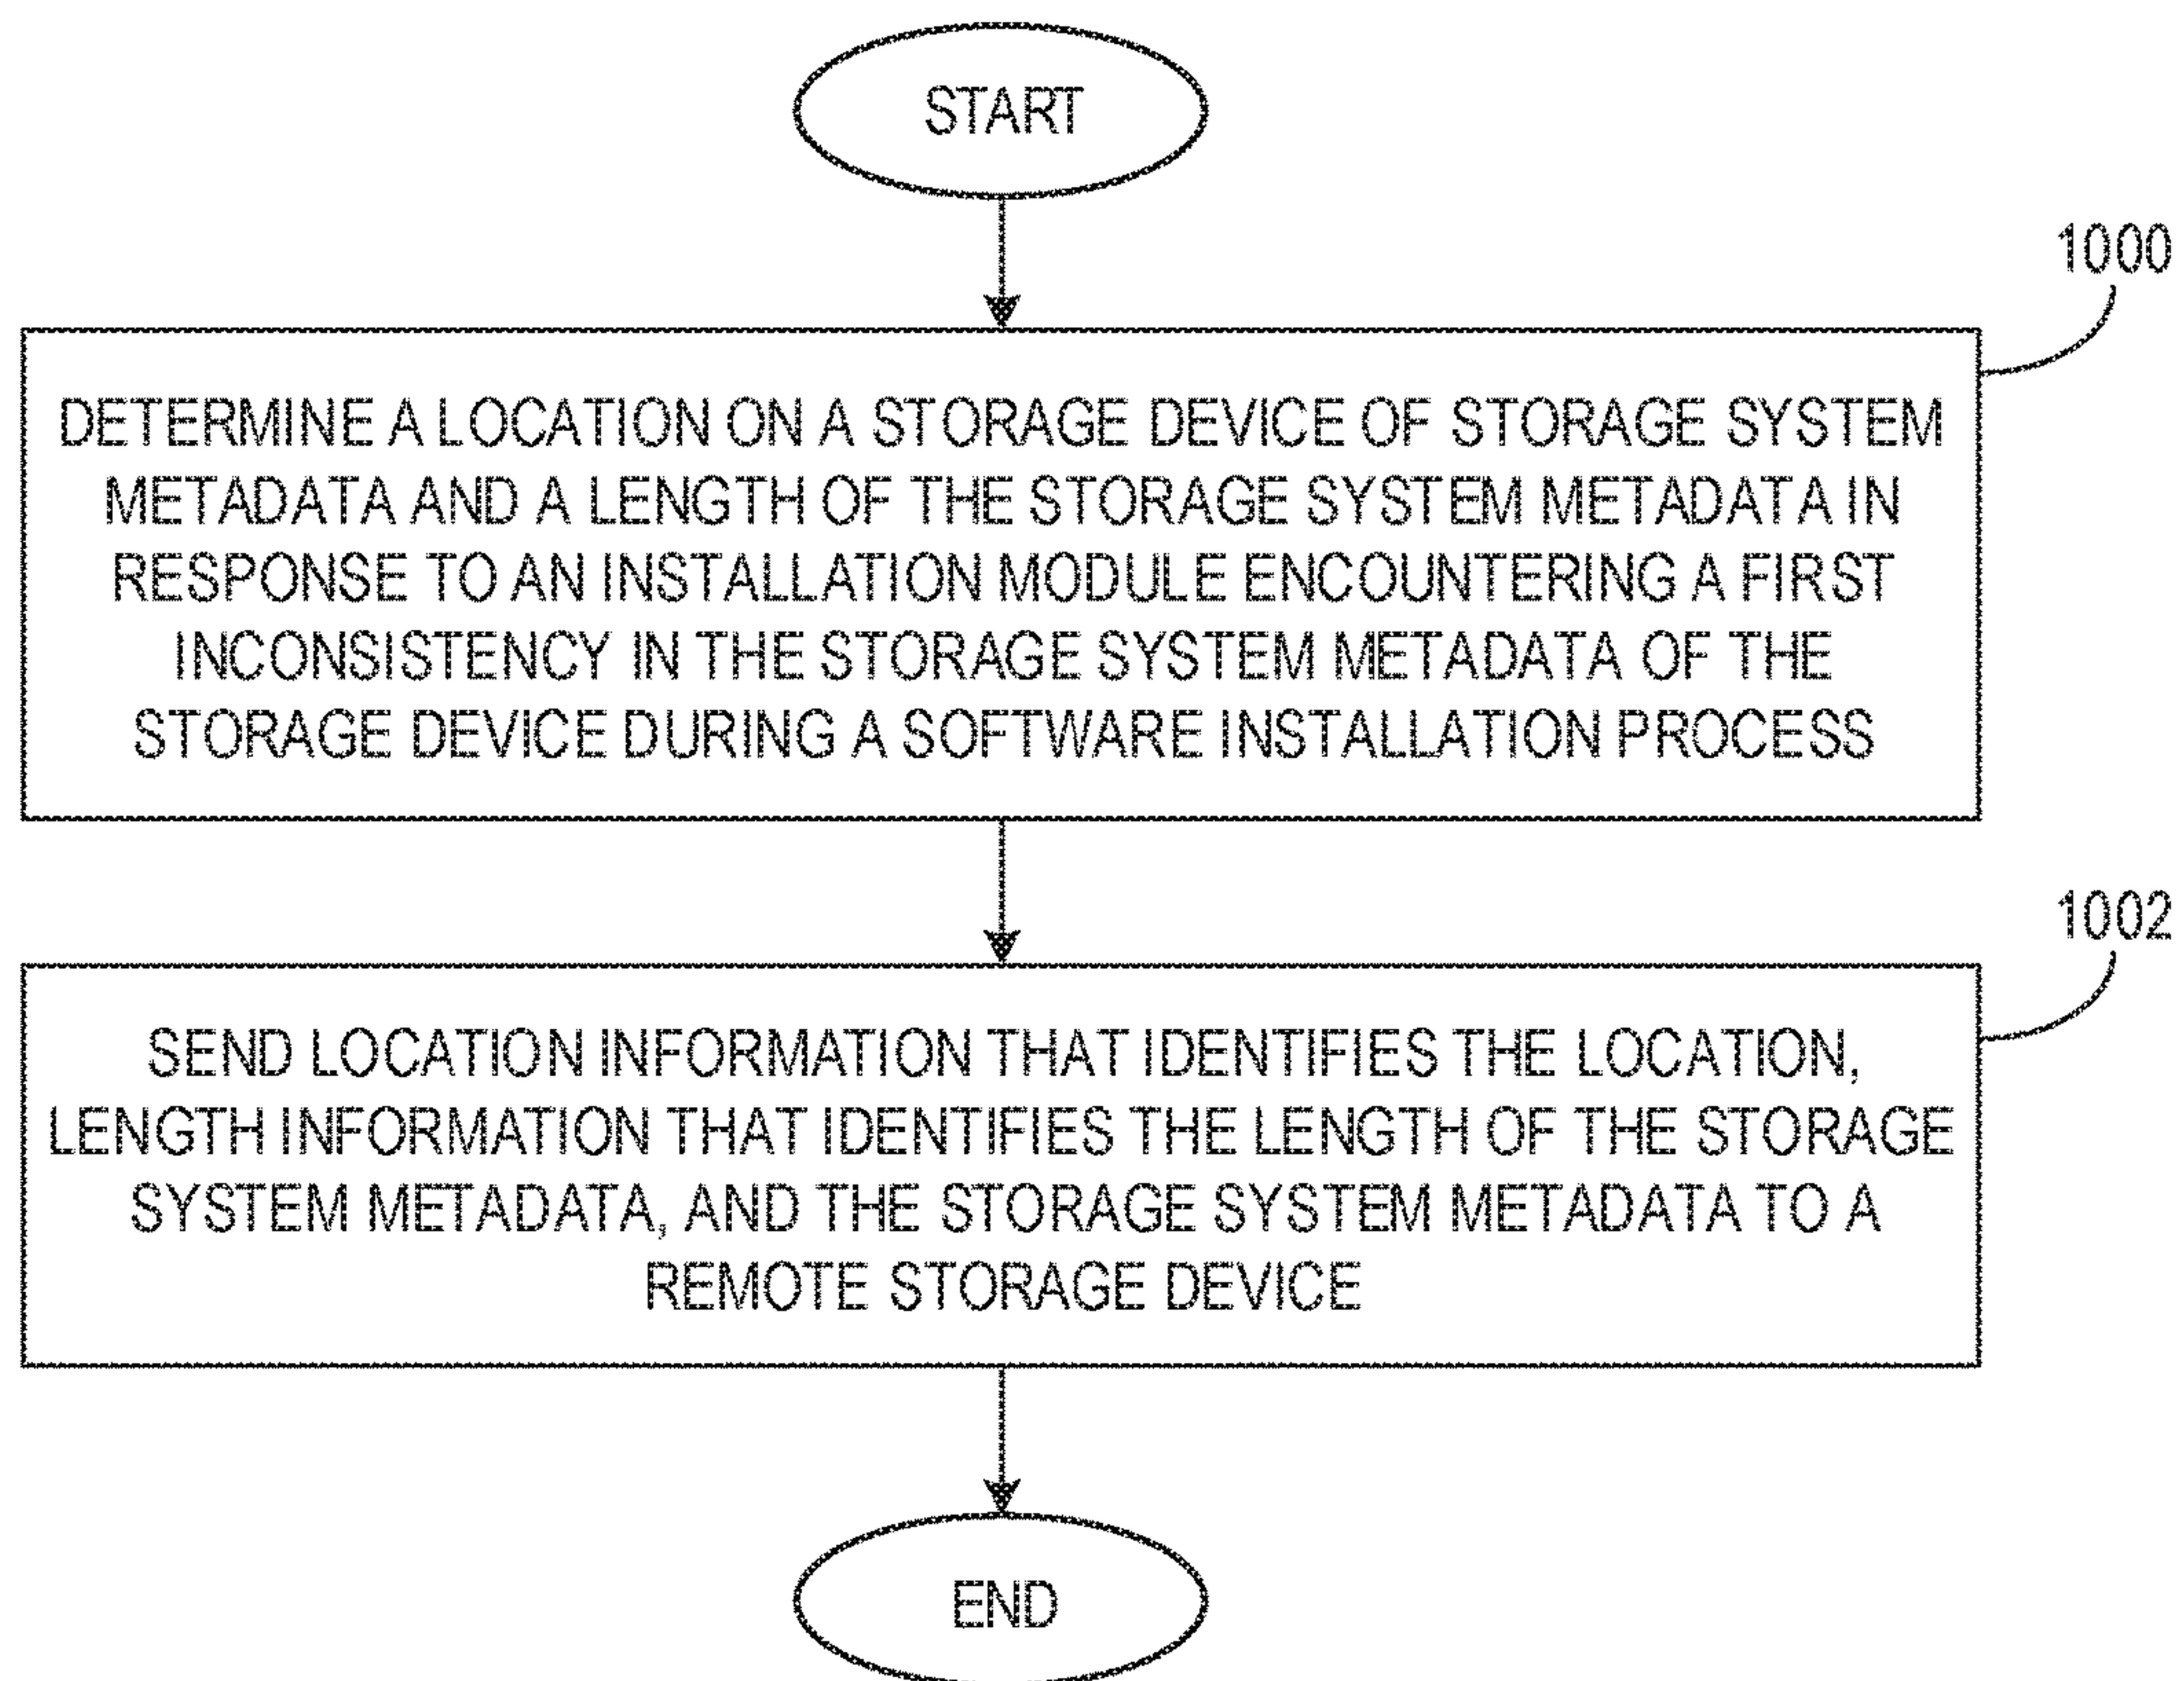 START
1000
DETERMINE A LOCATION ON A STORAGE DEVICE OF STORAGE SYSTEM
METADATA AND A LENGTH OF THE STORAGE SYSTEM METADATA IN
RESPONSE TO AN INSTALLATION MODULE ENCOUNTERING A FIRST
INCONSISTENCY IN THE STORAGE SYSTEM METADATA OF THE
STORAGE DEVICE DURING A SOFTWARE INSTALLATION PROCESS
1002
SEND LOCATION INFORMATION THAT IDENTIFIES THE LOCATION,
LENGTH INFORMATION THAT IDENTIFIES THE LENGTH OF THE STORAGE
SYSTEM METADATA, AND THE STORAGE SYSTEM METADATA TO A
REMOTE STORAGE DEVICE
END